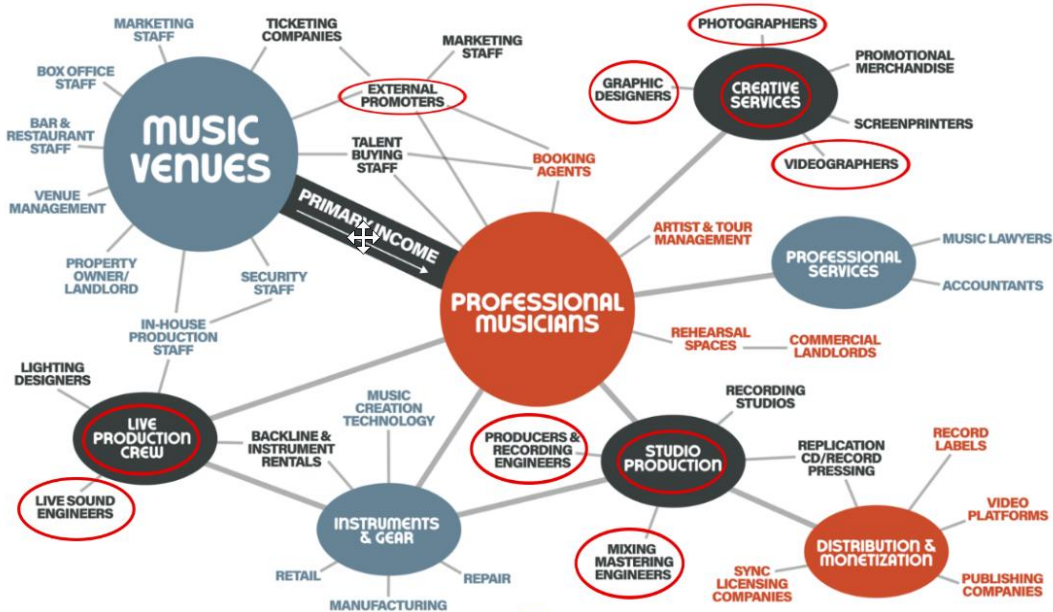 MARKETING
STAFF
TICKETING
COMPANIES
MARKETING
STAFF
BOX OFFICE
STAFF
EXTERNAL
PROMOTERS
BAR &
RESTAURANT
STAFF
MUSIC
VENUES
TALENT
BUYING
STAFF
BOOKING
AGENTS
VENUE
MANAGEMENT
PRIMARY INCOME
PROPERTY
OWNER/
LANDLORD
SECURITY
STAFF
IN-HOUSE
PRODUCTION
STAFF
PHOTOGRAPHERS
GRAPHIC
DESIGNERS
CREATIVE
SERVICES
PROMOTIONAL
MERCHANDISE
SCREENPRINTERS
VIDEOGRAPHERS
ARTIST & TOUR
MANAGEMENT
PROFESSIONAL
SERVICES
MUSIC LAWYERS
ACCOUNTANTS
PROFESSIONAL
MUSICIANS
REHEARSAL
SPACES
COMMERCIAL
LANDLORDS
LIGHTING
DESIGNERS
LIVE
PRODUCTION
CREW
LIVE SOUND
ENGINEERS
BACKLINE &
INSTRUMENT
RENTALS
MUSIC
CREATION
TECHNOLOGY
INSTRUMENTS
& GEAR
RETAIL
MANUFACTURING
REPAIR
PRODUCERS &
RECORDING
ENGINEERS
STUDIO
PRODUCTION
RECORDING
STUDIOS
MIXING
MASTERING
ENGINEERS
REPLICATION
CD/RECORD
PRESSING
RECORD
LABELS
VIDEO
PLATFORMS
DISTRIBUTION &
MONETIZATION
SYNC
LICENSING
COMPANIES
PUBLISHING
COMPANIES